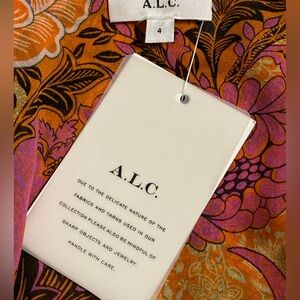 A.L.C.
4
A.L.C.
DUE TO THE DELICATE NATURE OF THE
FABRICS AND YARNS USED IN OUR
COLLECTION PLEASE ALSO BE MINDFUL OF
SHARP OBJECTS AND JEWELRY.
HANDLE WITH CARE.